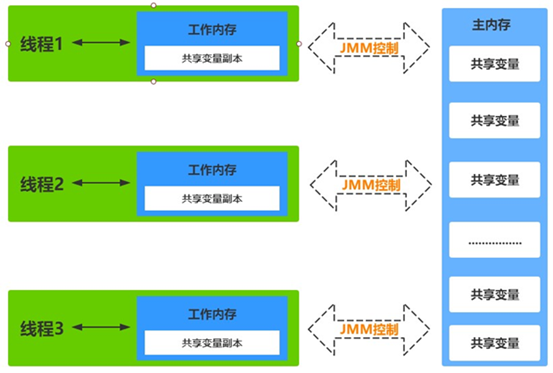 线程1
工作内存
共享变量副本
JMM控制
线程2
工作内存
共享变量副本
JMM控制
线程3
工作内存
共享变量副本
JMM控制
主内存
共享变量
共享变量
共享变量
...............
共享变量
共享变量